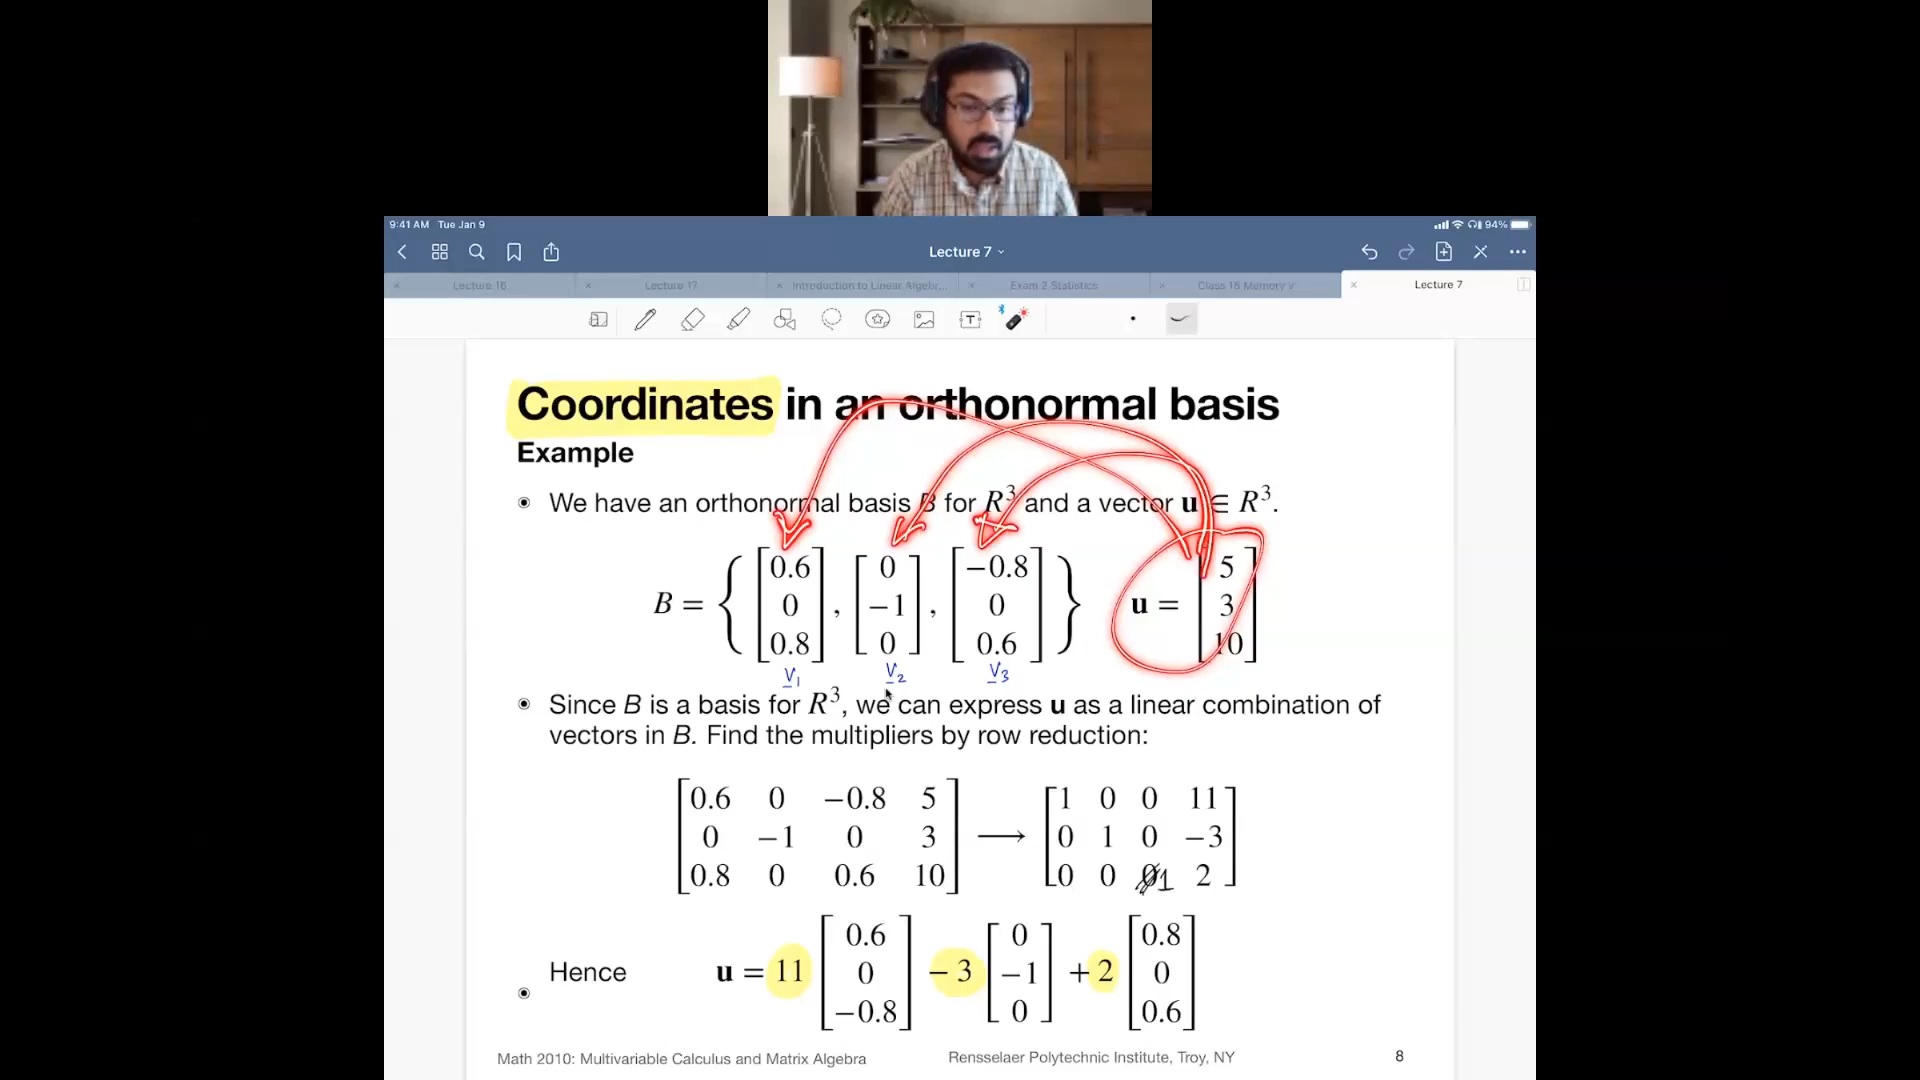 9:41 AM Tue Jan 9
94%
Lecture 7
Lecture 16 Lecture 17 Introduction to Linear Algebr... Exam 2 Statistics Class 18 Memory v Lecture 7
Coordinates in an orthonormal basis
Example
We have an orthonormal basis B for R³ and a vector u ∈ R³.
B = { [0.6 0 0.8], [0 −1 0], [−0.8 0 0.6] } u = [5 3 10]
v₁ v₂ v₃
Since B is a basis for R³, we can express u as a linear combination of
vectors in B. Find the multipliers by row reduction:
0.6 0 −0.8 5 1 0 0 11
0 −1 0 3 ⟶ 0 1 0 −3
0.8 0 0.6 10 0 0 1 2
Hence u = 11 [0.6 0 −0.8] − 3 [0 −1 0] + 2 [0.8 0 0.6]
Math 2010: Multivariable Calculus and Matrix Algebra Rensselaer Polytechnic Institute, Troy, NY 8